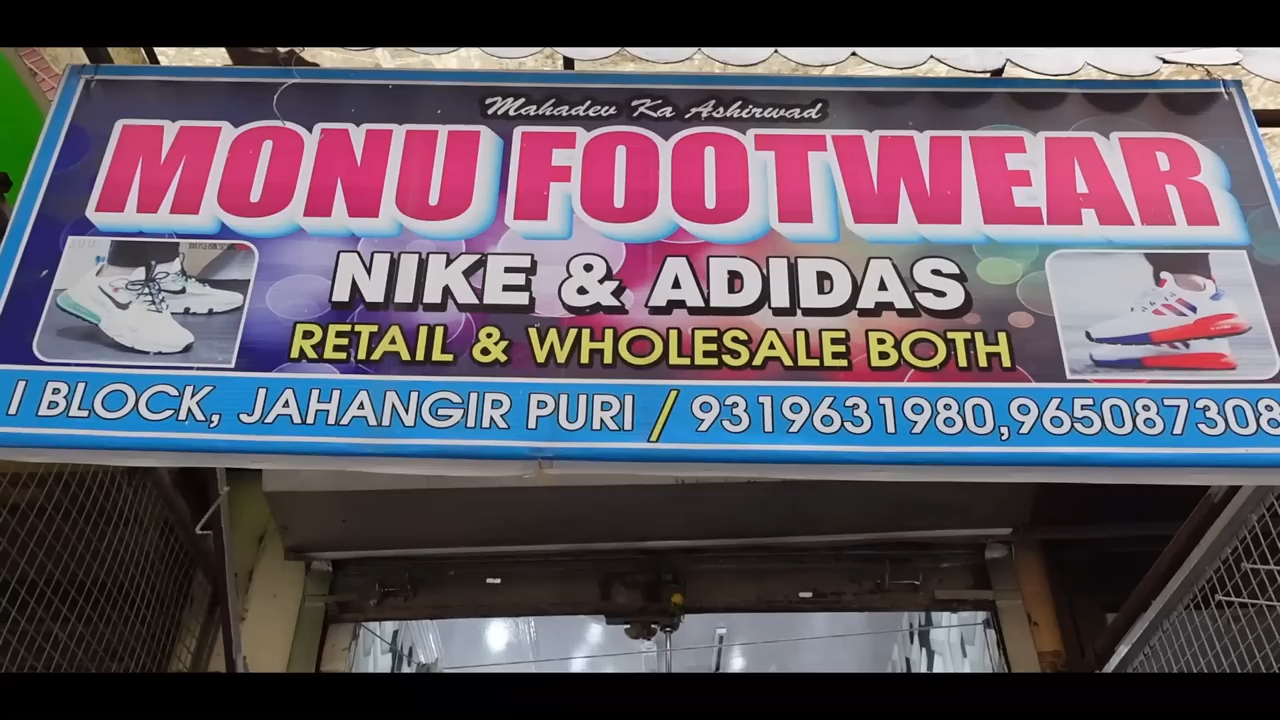 Mahadev Ka Ashirwad
MONU FOOTWEAR
NIKE & ADIDAS
RETAIL & WHOLESALE BOTH
I BLOCK, JAHANGIR PURI / 9319631980,965087308